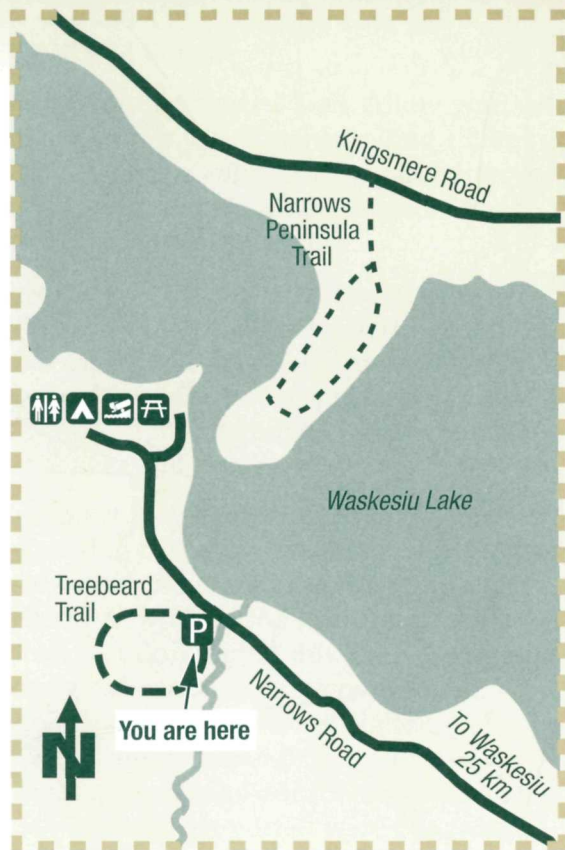 Kingsmere Road
Narrows
Peninsula
Trail
Waskesiu Lake
Treebeard
Trail
P
You are here
Narrows Road
To Waskesiu
25 km
N